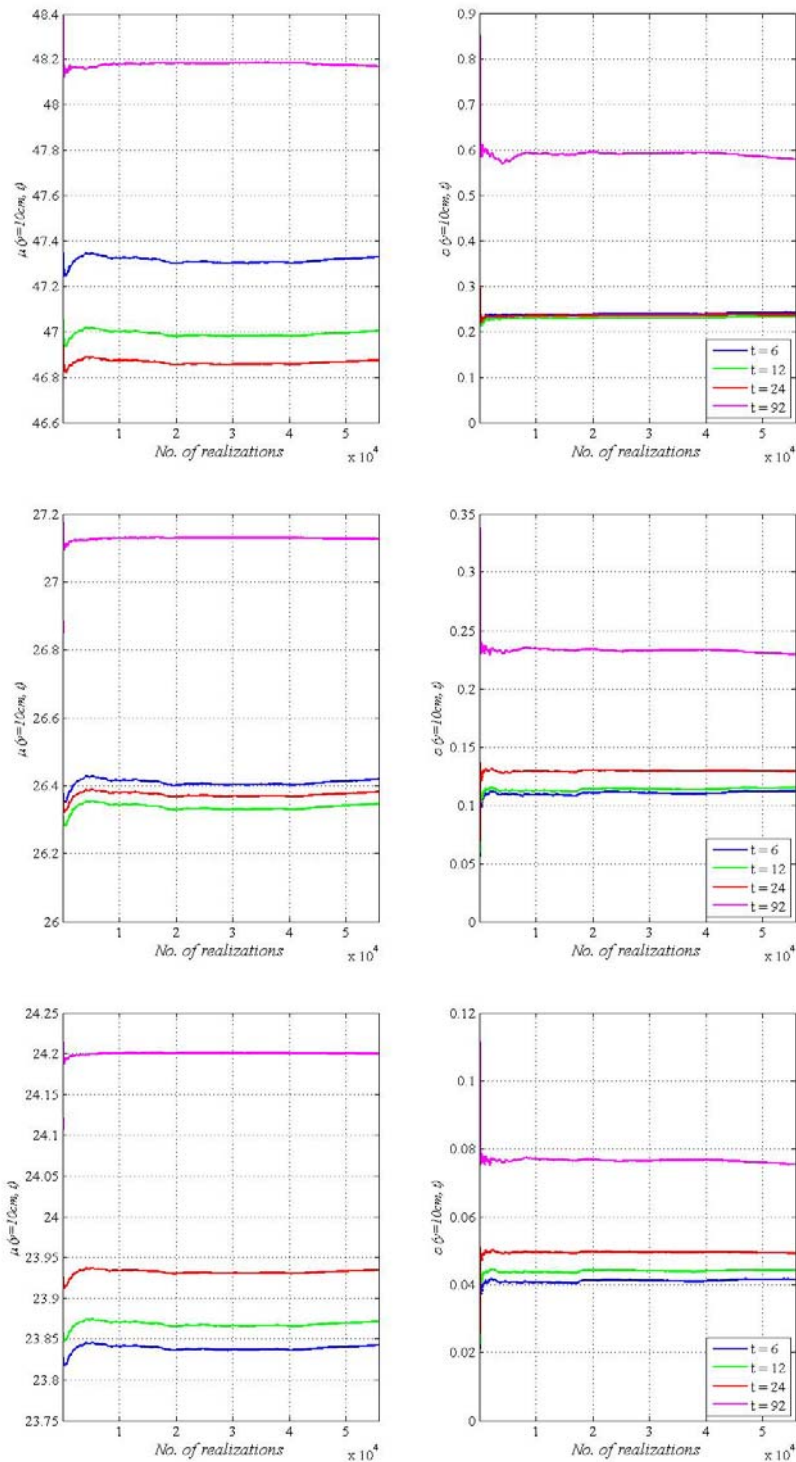 48.4
48.2
48
47.8
47.6
47.4
47.2
47
46.8
46.6
μ (y=10cm, t)
1 2 3 4 5
No. of realizations
x 10^4
0.9
0.8
0.7
0.6
0.5
0.4
0.3
0.2
0.1
0
σ (y=10cm, t)
t = 6
t = 12
t = 24
t = 92
1 2 3 4 5
No. of realizations
x 10^4
27.2
27
26.8
26.6
26.4
26.2
26
μ (y=10cm, t)
1 2 3 4 5
No. of realizations
x 10^4
0.35
0.3
0.25
0.2
0.15
0.1
0.05
0
σ (y=10cm, t)
t = 6
t = 12
t = 24
t = 92
1 2 3 4 5
No. of realizations
x 10^4
24.25
24.2
24.15
24.1
24.05
24
23.95
23.9
23.85
23.8
23.75
μ (y=10cm, t)
1 2 3 4 5
No. of realizations
x 10^4
0.12
0.1
0.08
0.06
0.04
0.02
0
σ (y=10cm, t)
t = 6
t = 12
t = 24
t = 92
1 2 3 4 5
No. of realizations
x 10^4